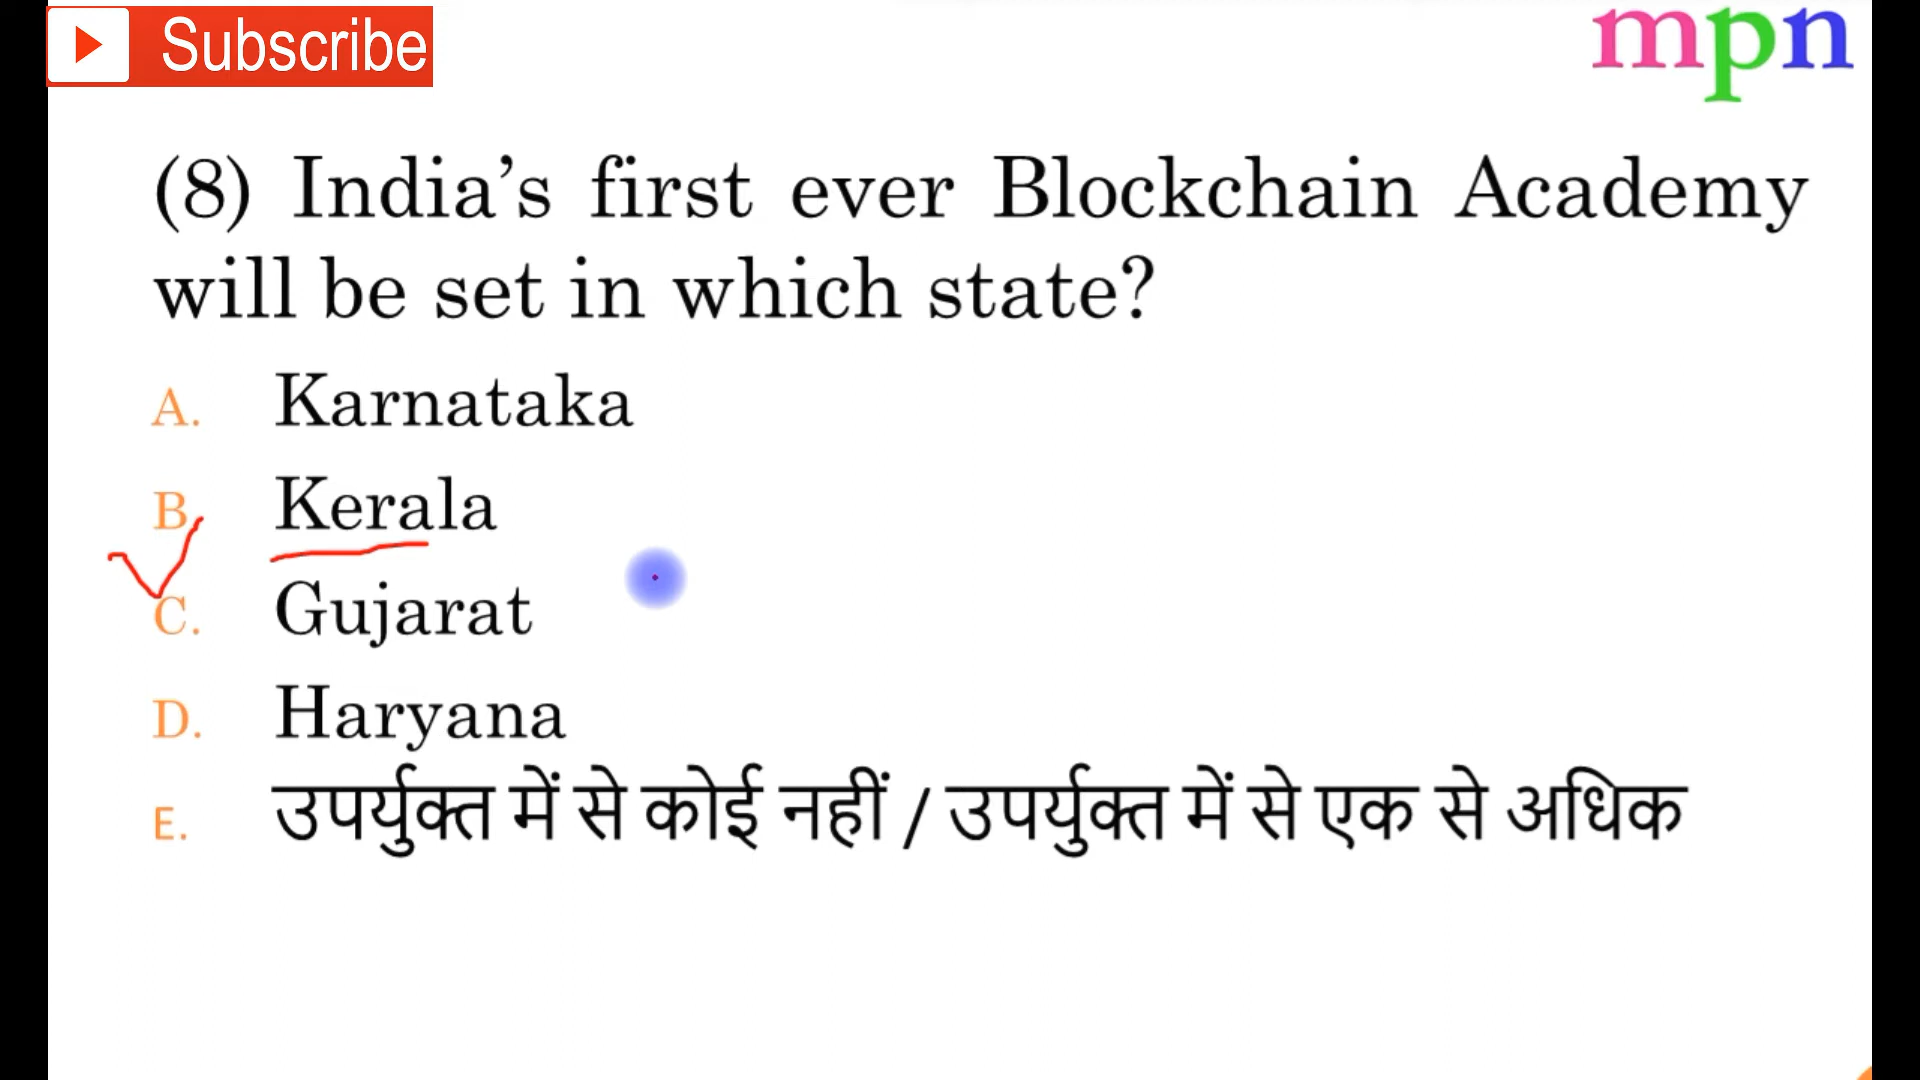 Subscribe
mpn
(8) India’s first ever Blockchain Academy
will be set in which state?
A. Karnataka
B. Kerala
C. Gujarat
D. Haryana
E. उपर्युक्त में से कोई नहीं / उपर्युक्त में से एक से अधिक